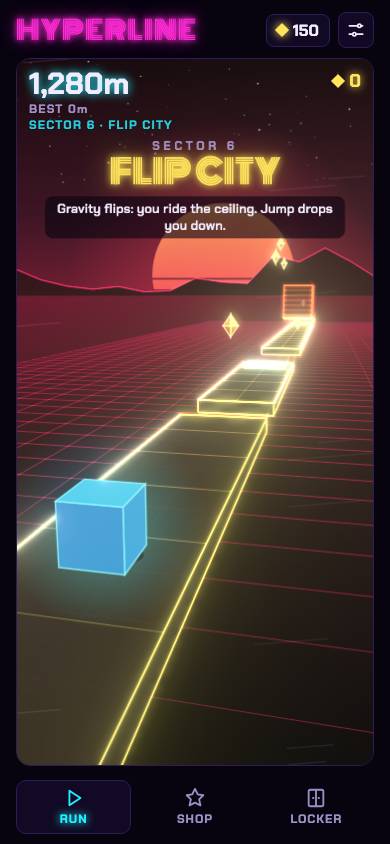 HYPERLINE
150
1,280m
0
BEST 0m
SECTOR 6 · FLIP CITY
SECTOR 6
FLIP CITY
Gravity flips: you ride the ceiling. Jump drops
you down.
RUN
SHOP
LOCKER